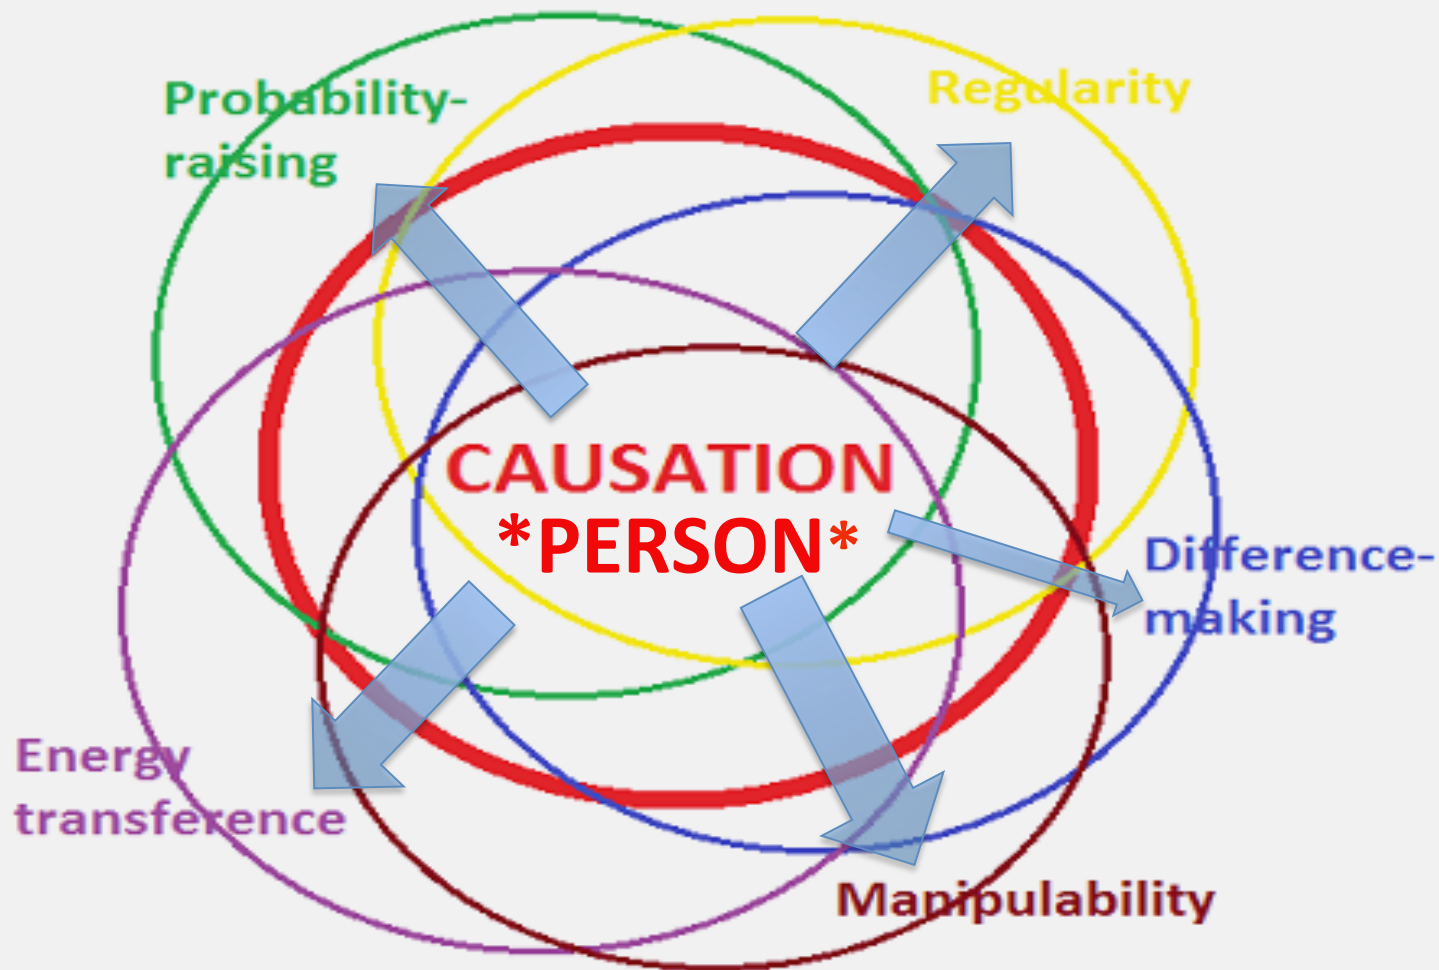 Probability-
raising
Regularity
CAUSATION
*PERSON*
Difference-
making
Energy
transference
Manipulability